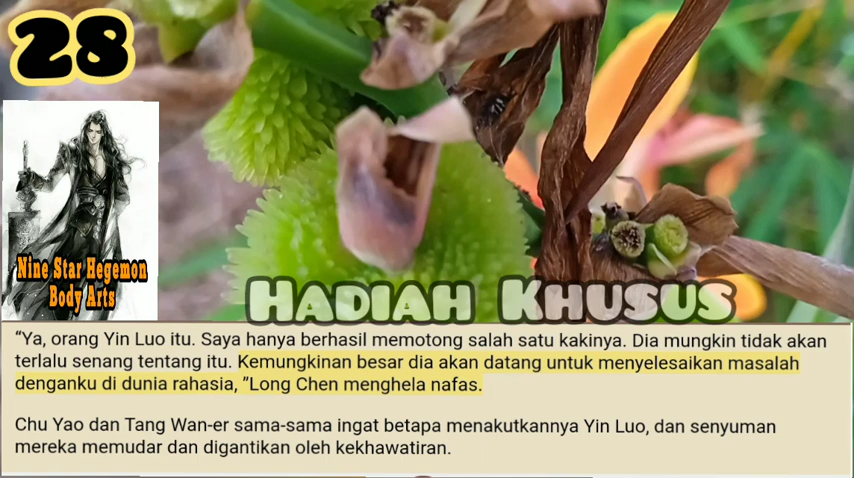 28
Nine Star Hegemon
Body Arts
Hadiah Khusus
“Ya, orang Yin Luo itu. Saya hanya berhasil memotong salah satu kakinya. Dia mungkin tidak akan
terlalu senang tentang itu. Kemungkinan besar dia akan datang untuk menyelesaikan masalah
denganku di dunia rahasia, ”Long Chen menghela nafas.
Chu Yao dan Tang Wan-er sama-sama ingat betapa menakutkannya Yin Luo, dan senyuman
mereka memudar dan digantikan oleh kekhawatiran.